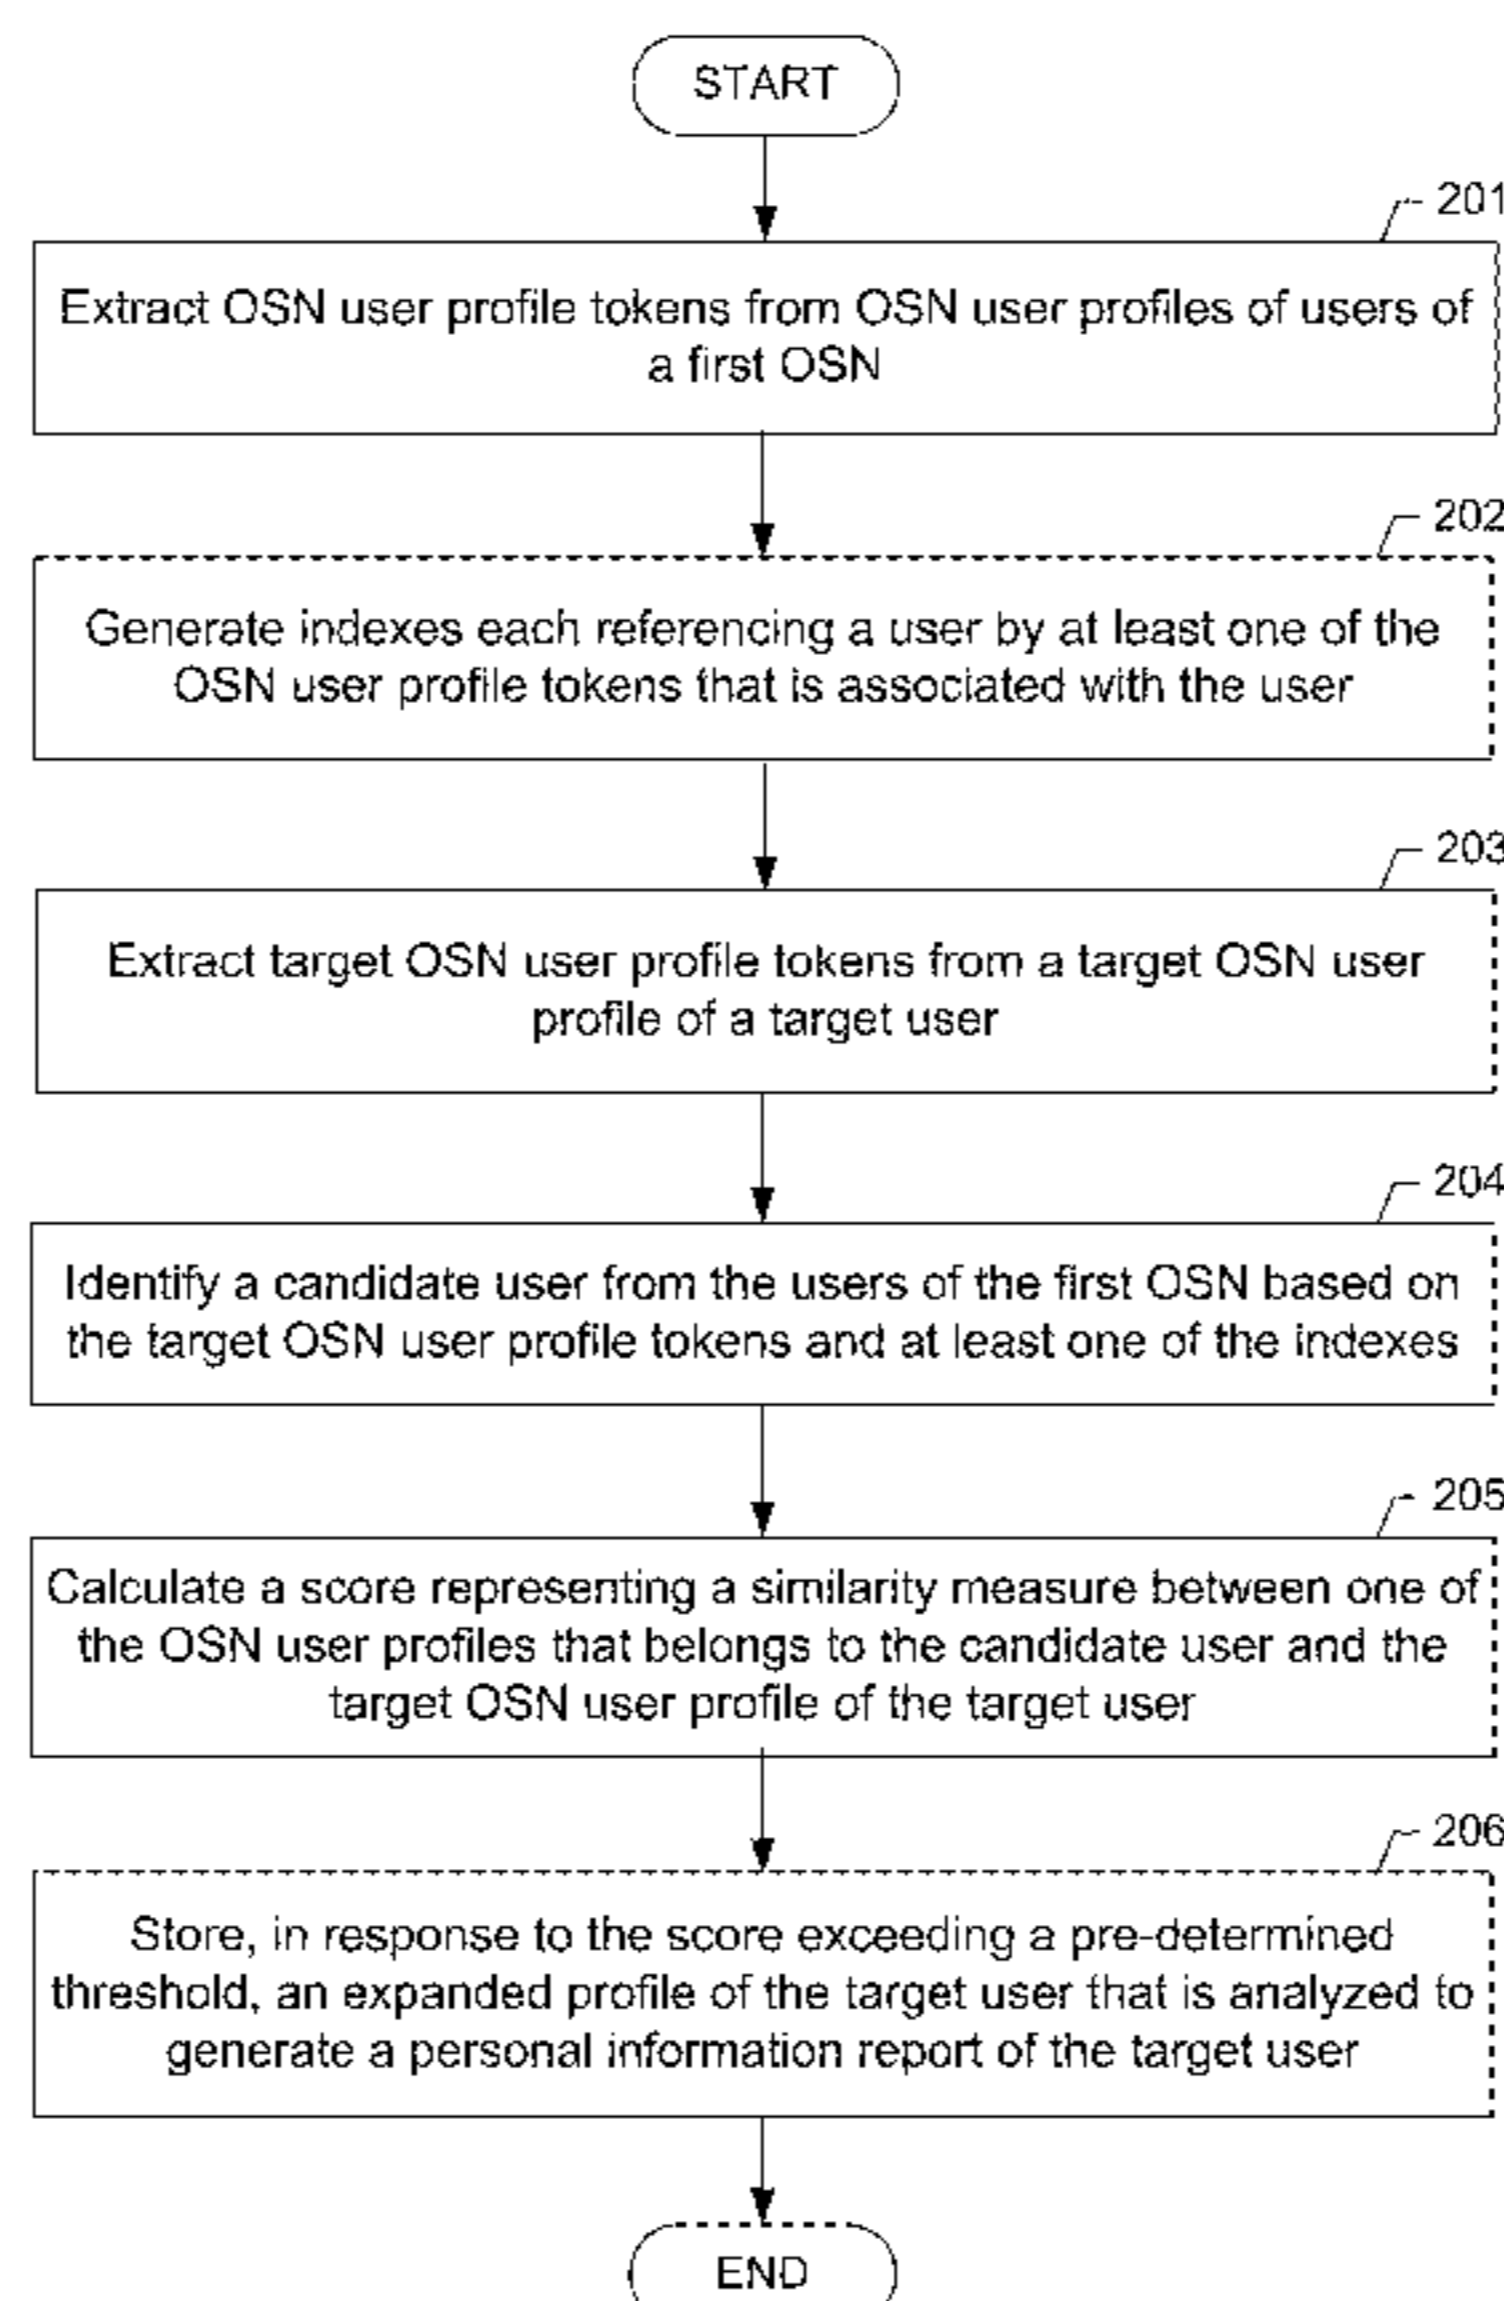 START
201
Extract OSN user profile tokens from OSN user profiles of users of
a first OSN
202
Generate indexes each referencing a user by at least one of the
OSN user profile tokens that is associated with the user
203
Extract target OSN user profile tokens from a target OSN user
profile of a target user
204
Identify a candidate user from the users of the first OSN based on
the target OSN user profile tokens and at least one of the indexes
205
Calculate a score representing a similarity measure between one of
the OSN user profiles that belongs to the candidate user and the
target OSN user profile of the target user
206
Store, in response to the score exceeding a pre-determined
threshold, an expanded profile of the target user that is analyzed to
generate a personal information report of the target user
END